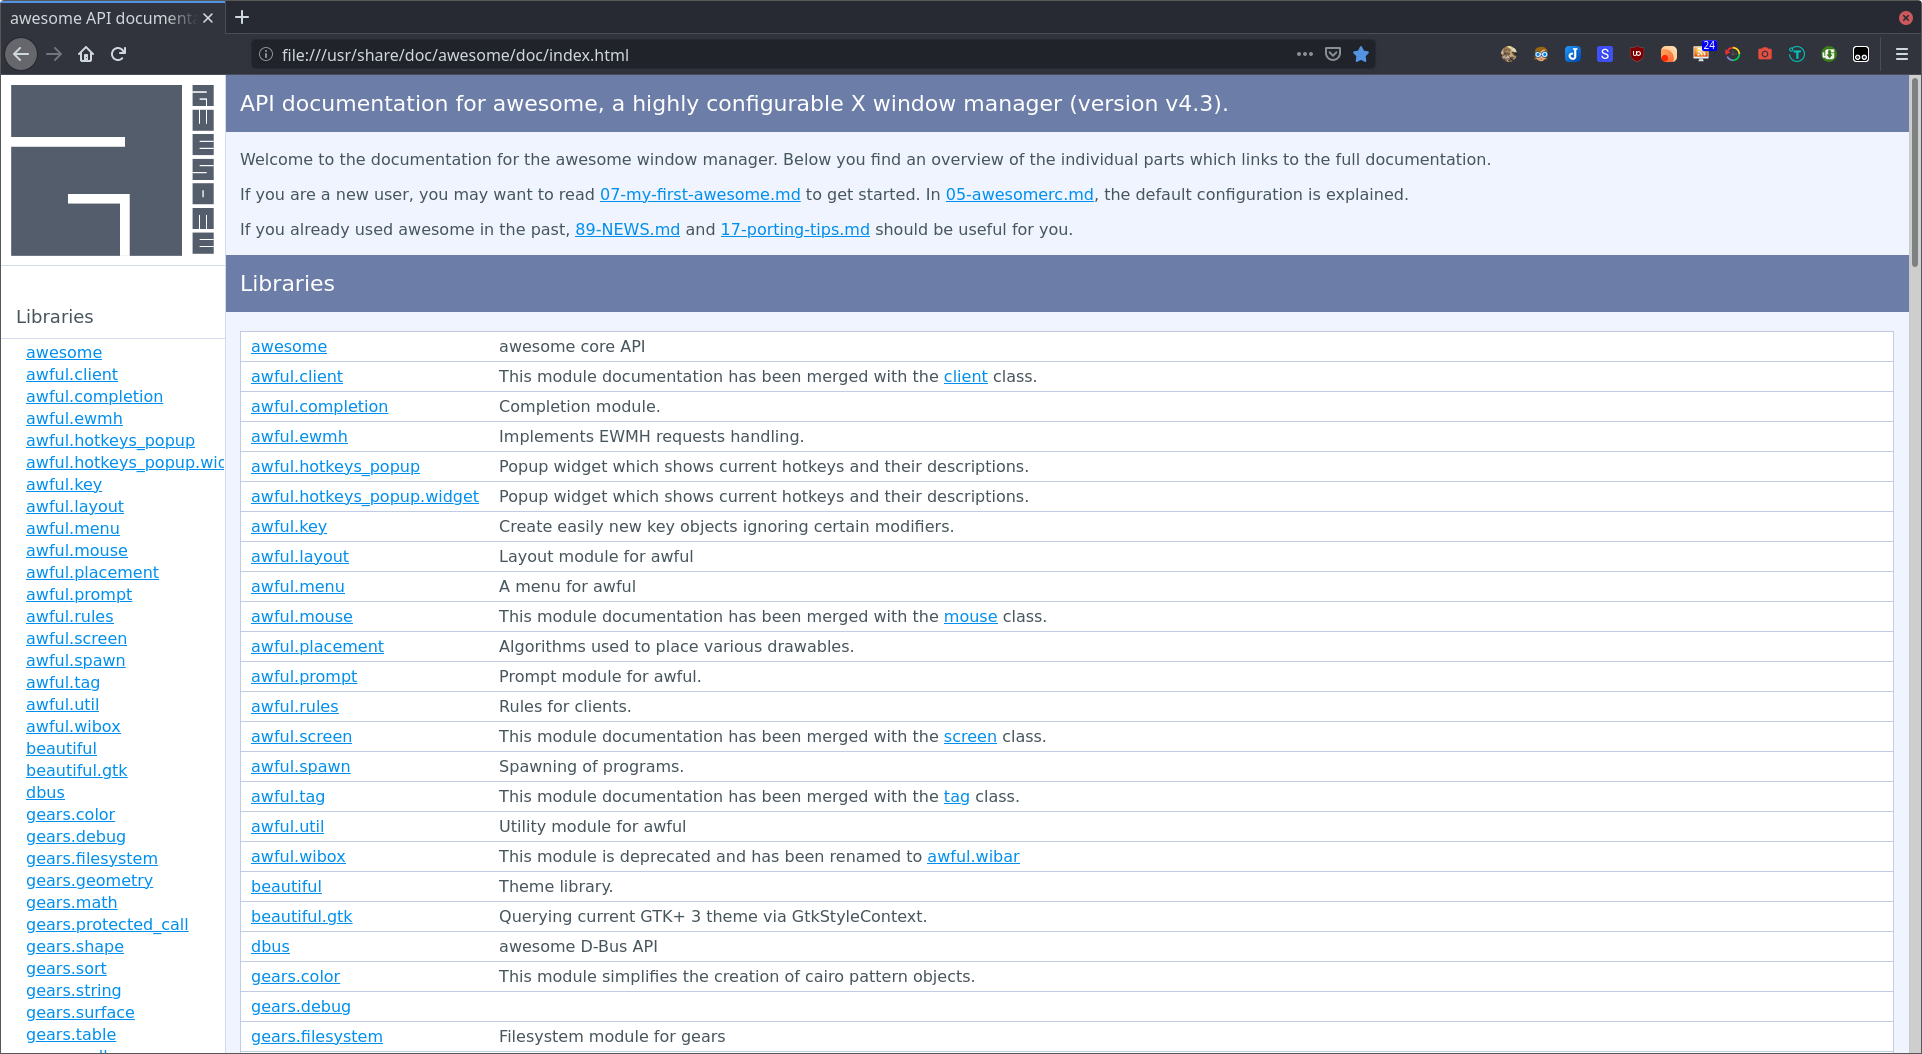 awesome API document
file:///usr/share/doc/awesome/doc/index.html
24
awesome
API documentation for awesome, a highly configurable X window manager (version v4.3).
Welcome to the documentation for the awesome window manager. Below you find an overview of the individual parts which links to the full documentation.
If you are a new user, you may want to read 07-my-first-awesome.md to get started. In 05-awesomerc.md, the default configuration is explained.
If you already used awesome in the past, 89-NEWS.md and 17-porting-tips.md should be useful for you.
Libraries
awesome
awful.client
awful.completion
awful.ewmh
awful.hotkeys_popup
awful.hotkeys_popup.wid
awful.key
awful.layout
awful.menu
awful.mouse
awful.placement
awful.prompt
awful.rules
awful.screen
awful.spawn
awful.tag
awful.util
awful.wibox
beautiful
beautiful.gtk
dbus
gears.color
gears.debug
gears.filesystem
gears.geometry
gears.math
gears.protected_call
gears.shape
gears.sort
gears.string
gears.surface
gears.table
Libraries
awesome awesome core API
awful.client This module documentation has been merged with the client class.
awful.completion Completion module.
awful.ewmh Implements EWMH requests handling.
awful.hotkeys_popup Popup widget which shows current hotkeys and their descriptions.
awful.hotkeys_popup.widget Popup widget which shows current hotkeys and their descriptions.
awful.key Create easily new key objects ignoring certain modifiers.
awful.layout Layout module for awful
awful.menu A menu for awful
awful.mouse This module documentation has been merged with the mouse class.
awful.placement Algorithms used to place various drawables.
awful.prompt Prompt module for awful.
awful.rules Rules for clients.
awful.screen This module documentation has been merged with the screen class.
awful.spawn Spawning of programs.
awful.tag This module documentation has been merged with the tag class.
awful.util Utility module for awful
awful.wibox This module is deprecated and has been renamed to awful.wibar
beautiful Theme library.
beautiful.gtk Querying current GTK+ 3 theme via GtkStyleContext.
dbus awesome D-Bus API
gears.color This module simplifies the creation of cairo pattern objects.
gears.debug
gears.filesystem Filesystem module for gears